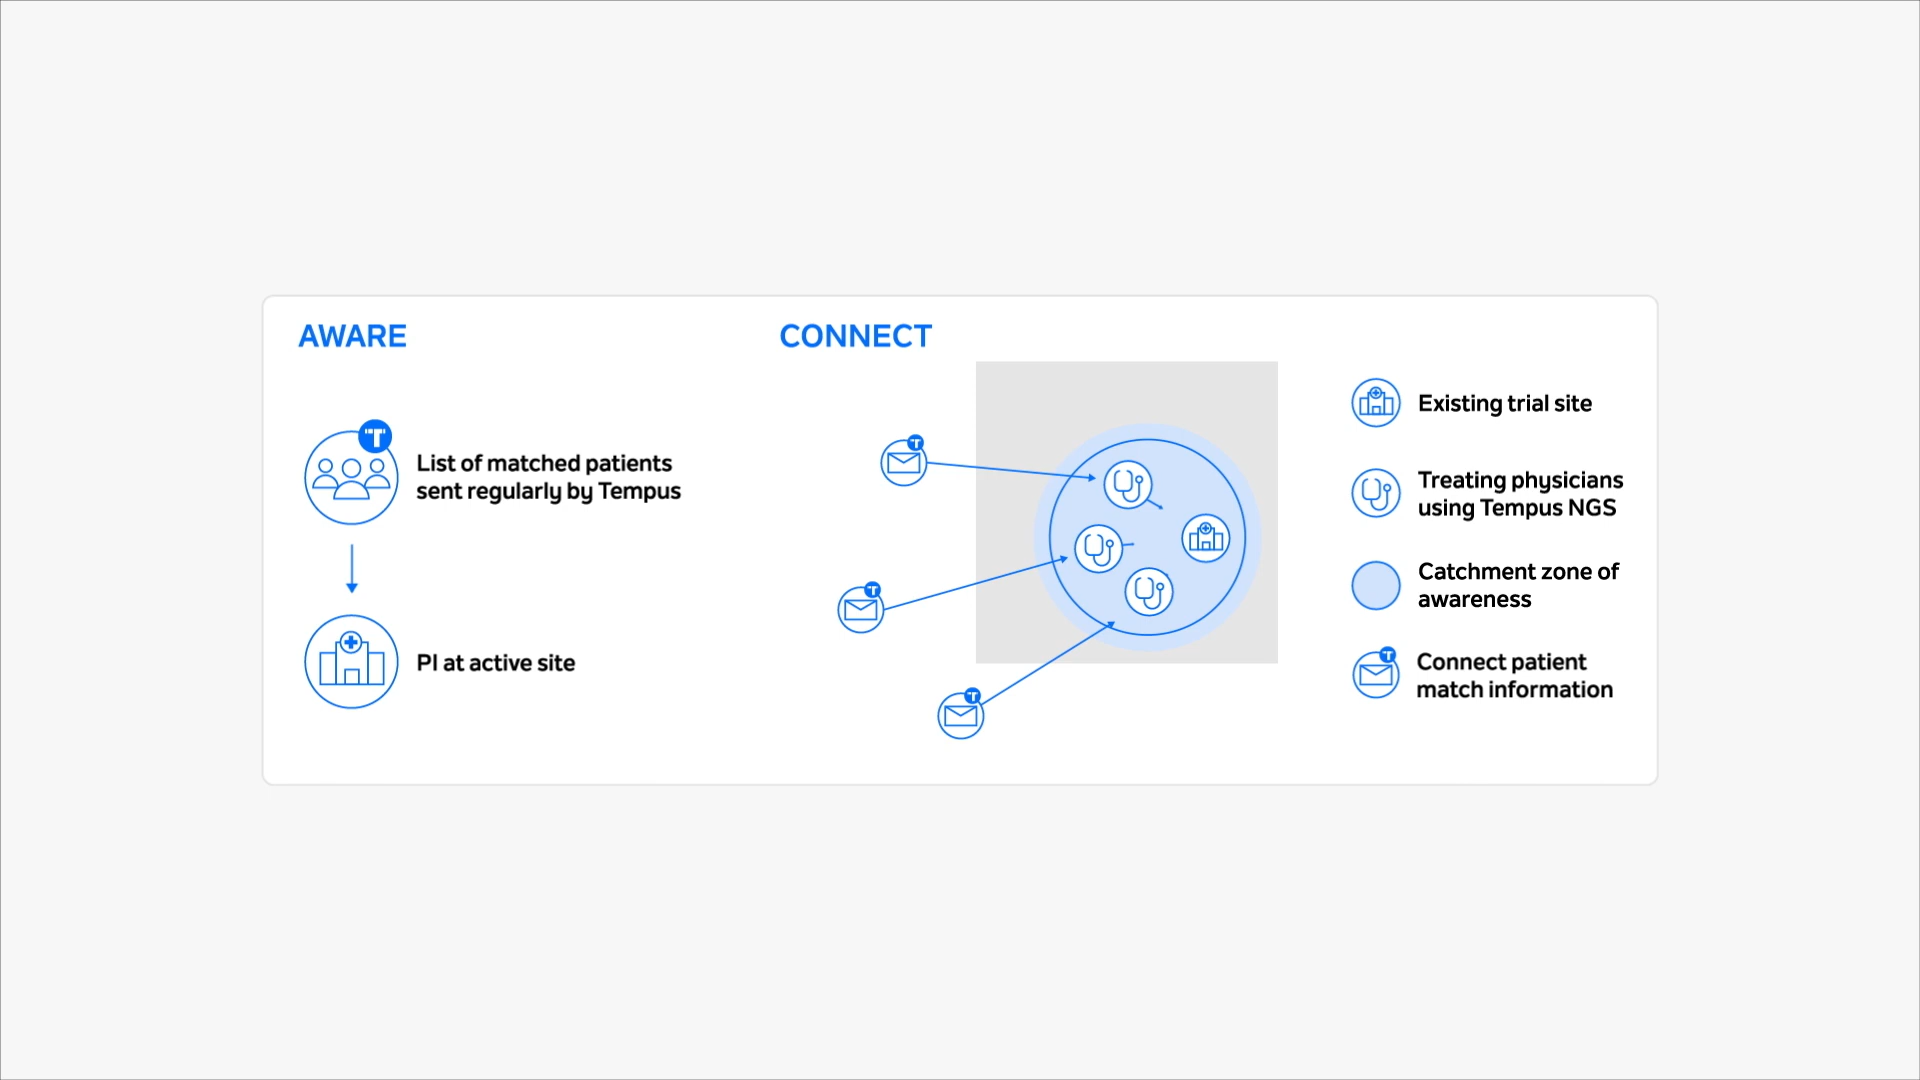 AWARE
List of matched patients
sent regularly by Tempus
PI at active site
CONNECT
Existing trial site
Treating physicians
using Tempus NGS
Catchment zone of
awareness
Connect patient
match information